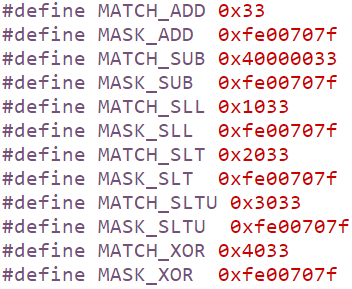 #define MATCH_ADD 0x33
#define MASK_ADD  0xfe00707f
#define MATCH_SUB 0x40000033
#define MASK_SUB  0xfe00707f
#define MATCH_SLL 0x1033
#define MASK_SLL  0xfe00707f
#define MATCH_SLT 0x2033
#define MASK_SLT  0xfe00707f
#define MATCH_SLTU 0x3033
#define MASK_SLTU  0xfe00707f
#define MATCH_XOR 0x4033
#define MASK_XOR  0xfe00707f